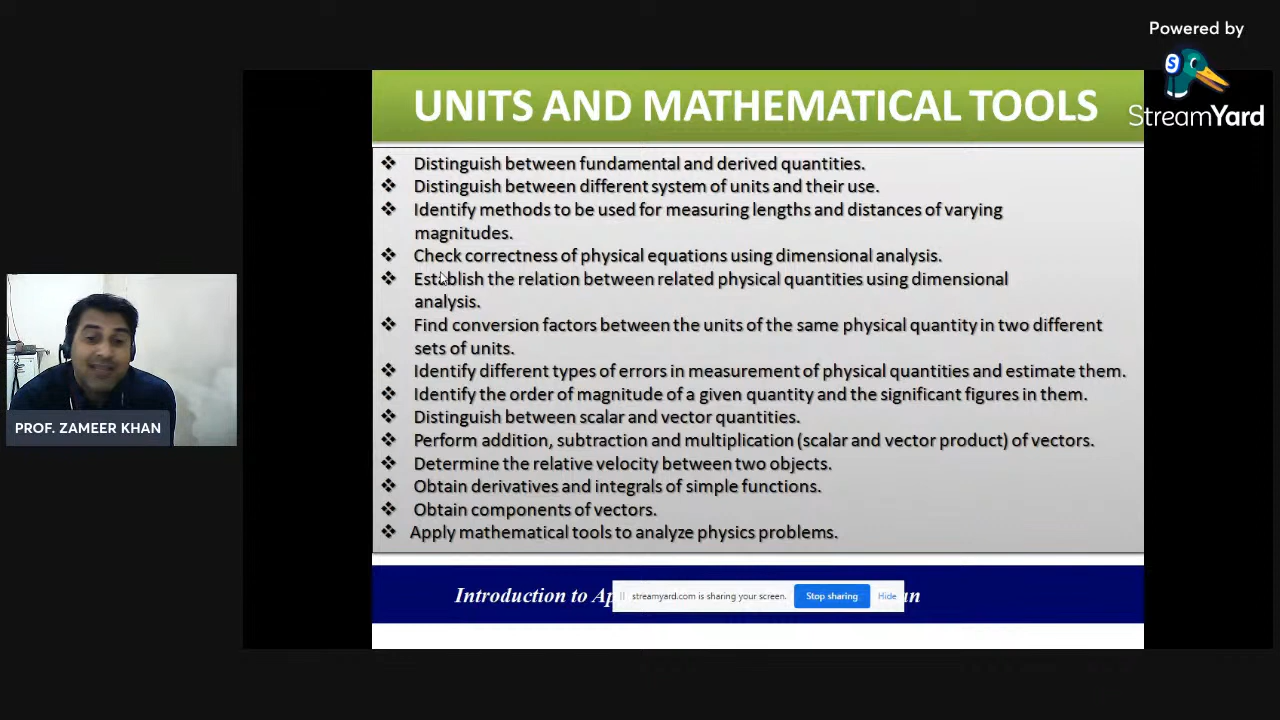 Powered by
StreamYard
UNITS AND MATHEMATICAL TOOLS
❖ Distinguish between fundamental and derived quantities.
❖ Distinguish between different system of units and their use.
❖ Identify methods to be used for measuring lengths and distances of varying
magnitudes.
❖ Check correctness of physical equations using dimensional analysis.
❖ Establish the relation between related physical quantities using dimensional
analysis.
❖ Find conversion factors between the units of the same physical quantity in two different
sets of units.
❖ Identify different types of errors in measurement of physical quantities and estimate them.
❖ Identify the order of magnitude of a given quantity and the significant figures in them.
❖ Distinguish between scalar and vector quantities.
❖ Perform addition, subtraction and multiplication (scalar and vector product) of vectors.
❖ Determine the relative velocity between two objects.
❖ Obtain derivatives and integrals of simple functions.
❖ Obtain components of vectors.
❖ Apply mathematical tools to analyze physics problems.
PROF. ZAMEER KHAN
Introduction to
streamyard.com is sharing your screen. Stop sharing Hide